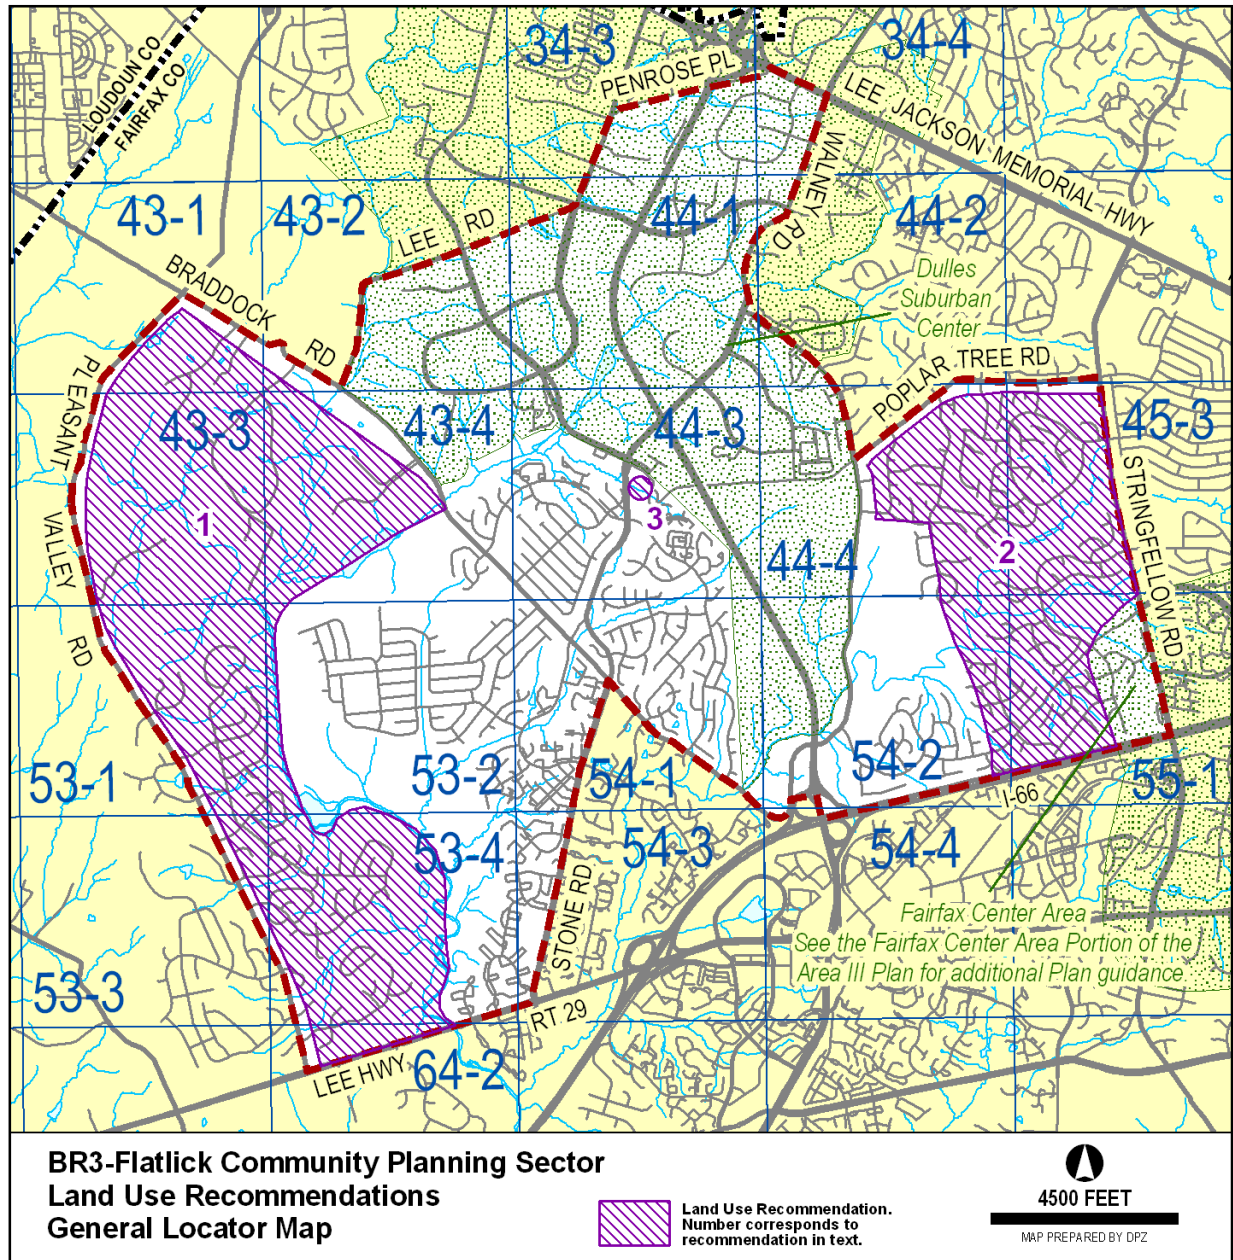 34-3
34-4
LOUDOUN CO
FAIRFAX CO
PENROSE PL
LEE JACKSON MEMORIAL HWY
WALNEY RD
43-1
43-2
44-1
44-2
LEE RD
BRADDOCK RD
Dulles
Suburban
Center
PLEASANT VALLEY RD
POPLAR TREE RD
43-3
43-4
44-3
45-3
STRINGFELLOW RD
1
3
2
44-4
53-1
53-2
54-1
54-2
55-1
I-66
53-4
54-3
54-4
STONE RD
Fairfax Center Area
See the Fairfax Center Area Portion of the
Area III Plan for additional Plan guidance
53-3
RT 29
LEE HWY
64-2
BR3-Flatlick Community Planning Sector
Land Use Recommendations
General Locator Map
Land Use Recommendation.
Number corresponds to
recommendation in text.
4500 FEET
MAP PREPARED BY DPZ